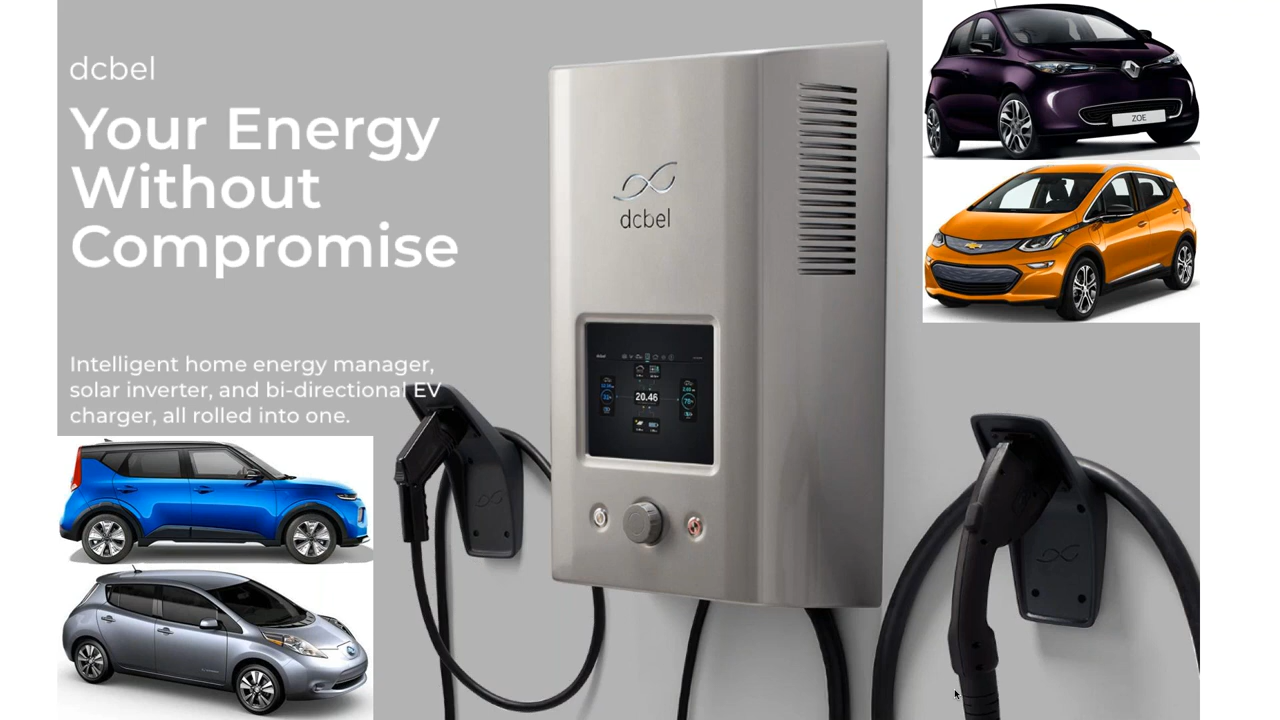 dcbel
Your Energy
Without
Compromise
Intelligent home energy manager,
solar inverter, and bi-directional EV
charger, all rolled into one.
dcbel
20.46
ZOE